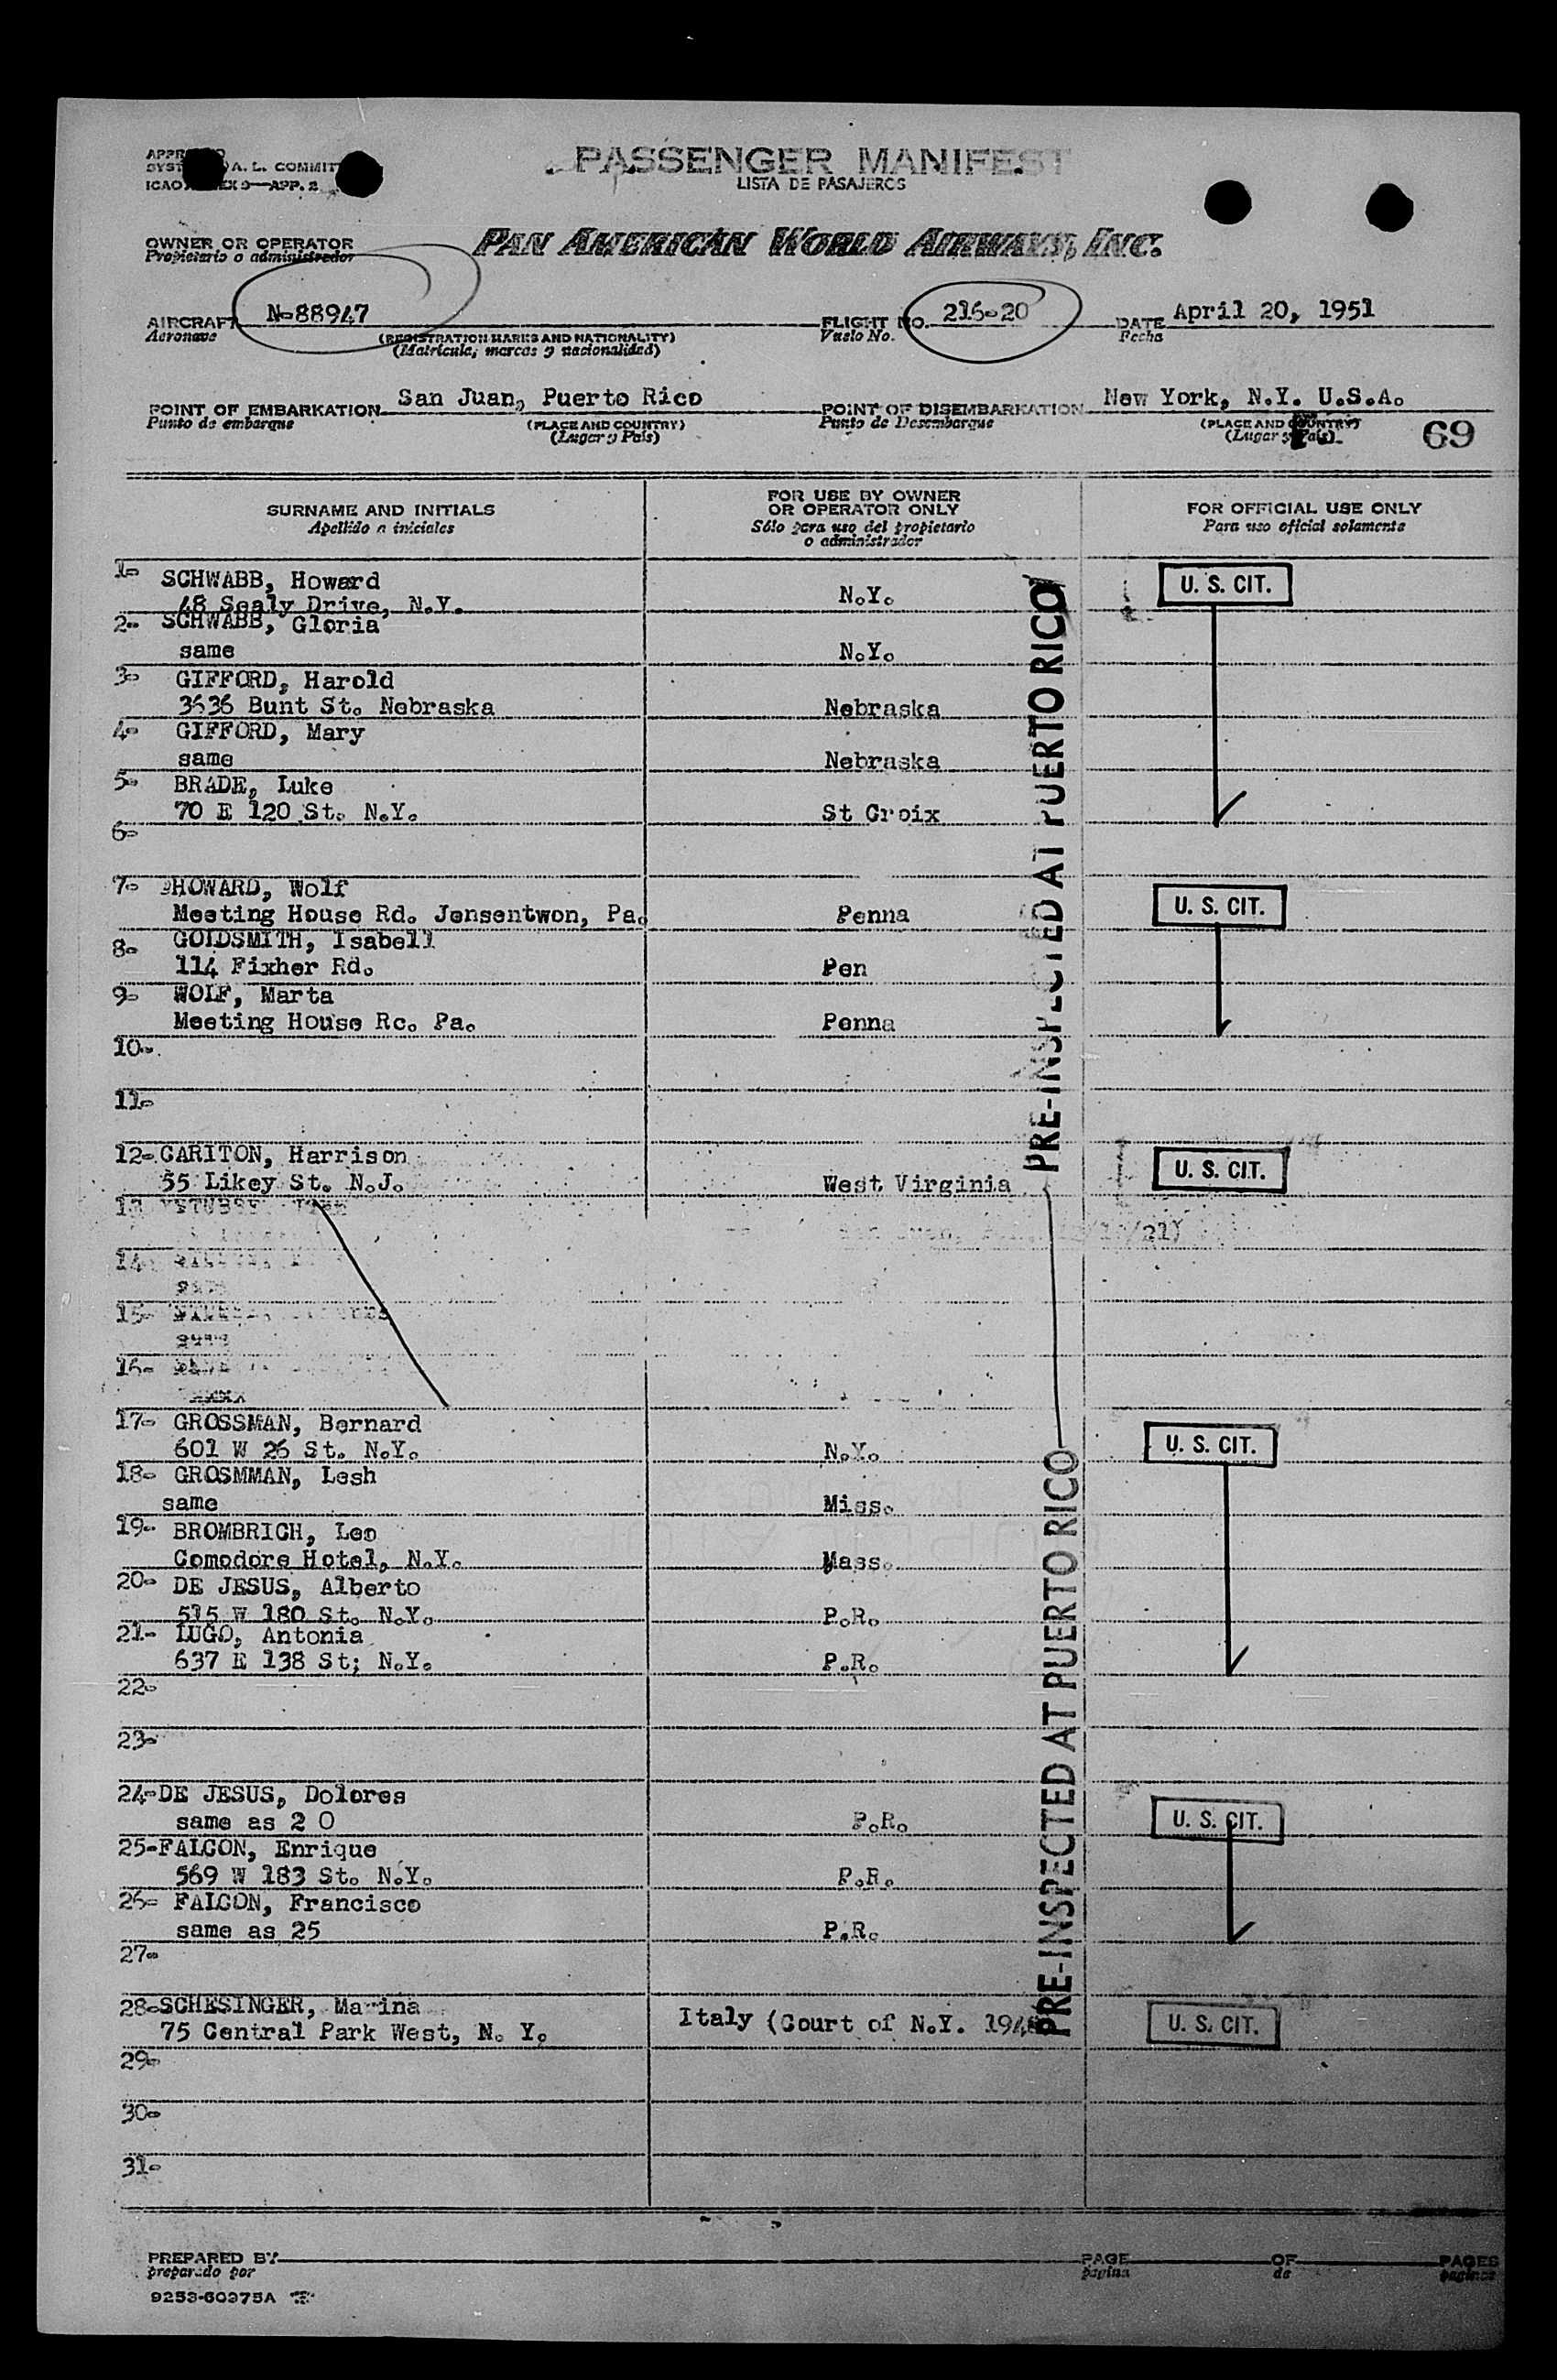 PASSENGER MANIFEST
LISTA DE PASAJEROS
A. L. COMMIT
ICAO 9—APP. 2
OWNER OR OPERATOR
Propietario o administrador
PAN AMERICAN WORLD AIRWAYS, INC.
AIRCRAFT N-88947 FLIGHT NO. 216-20 DATE April 20, 1951
Aeronave (REGISTRATION MARKS AND NATIONALITY) Vuelo No. Fecha
(Matricula, marcas y nacionalidad)
POINT OF EMBARKATION San Juan, Puerto Rico POINT OF DISEMBARKATION New York, N.Y. U.S.A.
Punto de embarque (PLACE AND COUNTRY) Punto de Desembarque (PLACE AND COUNTRY)
(Lugar y País) (Lugar y País) 69
SURNAME AND INITIALS FOR USE BY OWNER OR OPERATOR ONLY FOR OFFICIAL USE ONLY
Apellido e iniciales Sólo para uso del propietario o administrador Para uso oficial solamente
1- SCHWABB, Howard U. S. CIT.
48 Sealy Drive, N.Y. N.Y.
2- SCHWABB, Gloria
same N.Y.
3- GIFFORD, Harold
3636 Bunt St. Nebraska Nebraska
4- GIFFORD, Mary
same Nebraska
5- BRADE, Luke
70 E 120 St. N.Y. St Croix
6-
7- HOWARD, Wolf U. S. CIT.
Meeting House Rd. Jensentwon, Pa. Penna
8- GOLDSMITH, Isabell
114 Fixher Rd. Pen
9- WOLF, Marta
Meeting House Rc. Pa. Penna
10-
11-
12- CARLTON, Harrison U. S. CIT.
55 Likey St. N.J. West Virginia
PRE-INSPECTED AT PUERTO RICO
13
14-
15-
same
16-
17- GROSSMAN, Bernard U. S. CIT.
601 W 26 St. N.Y. N.Y.
18- GROSMMAN, Lesh
same Miss.
19- BROMBRICH, Leo
Comodore Hotel, N.Y. Mass.
20- DE JESUS, Alberto
515 W 180 St. N.Y. P.R.
21- LUGO, Antonia
637 E 138 St; N.Y. P.R.
22-
23-
24- DE JESUS, Dolores U. S. CIT.
same as 2 0 P.R.
25- FALCON, Enrique
569 W 183 St. N.Y. P.R.
26- FALCON, Francisco
same as 25 P.R.
27-
28- SCHESINGER, Marina U. S. CIT.
75 Central Park West, N. Y. Italy (Court of N.Y.
PRE-INSPECTED AT PUERTO RICO
29-
30-
31-
PREPARED BY PAGE OF PAGES
preparado por pagina de paginas
9253-60375A